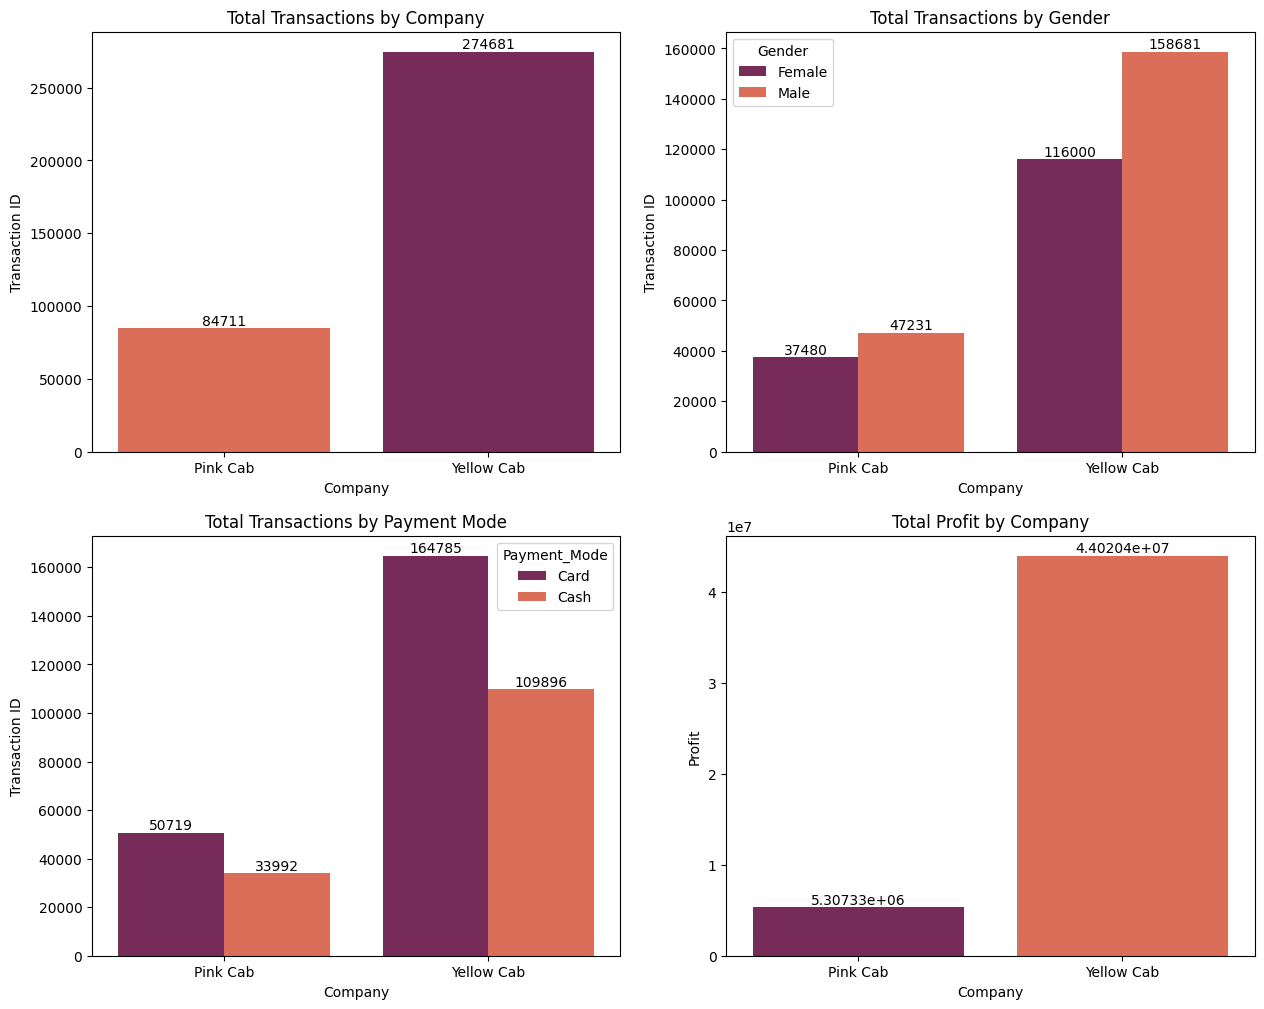 Total Transactions by Company
274681
250000
200000
150000
100000
84711
50000
0
Transaction ID
Pink Cab
Yellow Cab
Company
Total Transactions by Gender
Gender
Female
Male
158681
160000
140000
120000
116000
100000
80000
60000
47231
40000
37480
20000
0
Transaction ID
Pink Cab
Yellow Cab
Company
Total Transactions by Payment Mode
164785
Payment_Mode
Card
Cash
160000
140000
120000
109896
100000
80000
60000
50719
40000
33992
20000
0
Transaction ID
Pink Cab
Yellow Cab
Company
Total Profit by Company
1e7
4.40204e+07
4
3
2
1
5.30733e+06
0
Profit
Pink Cab
Yellow Cab
Company